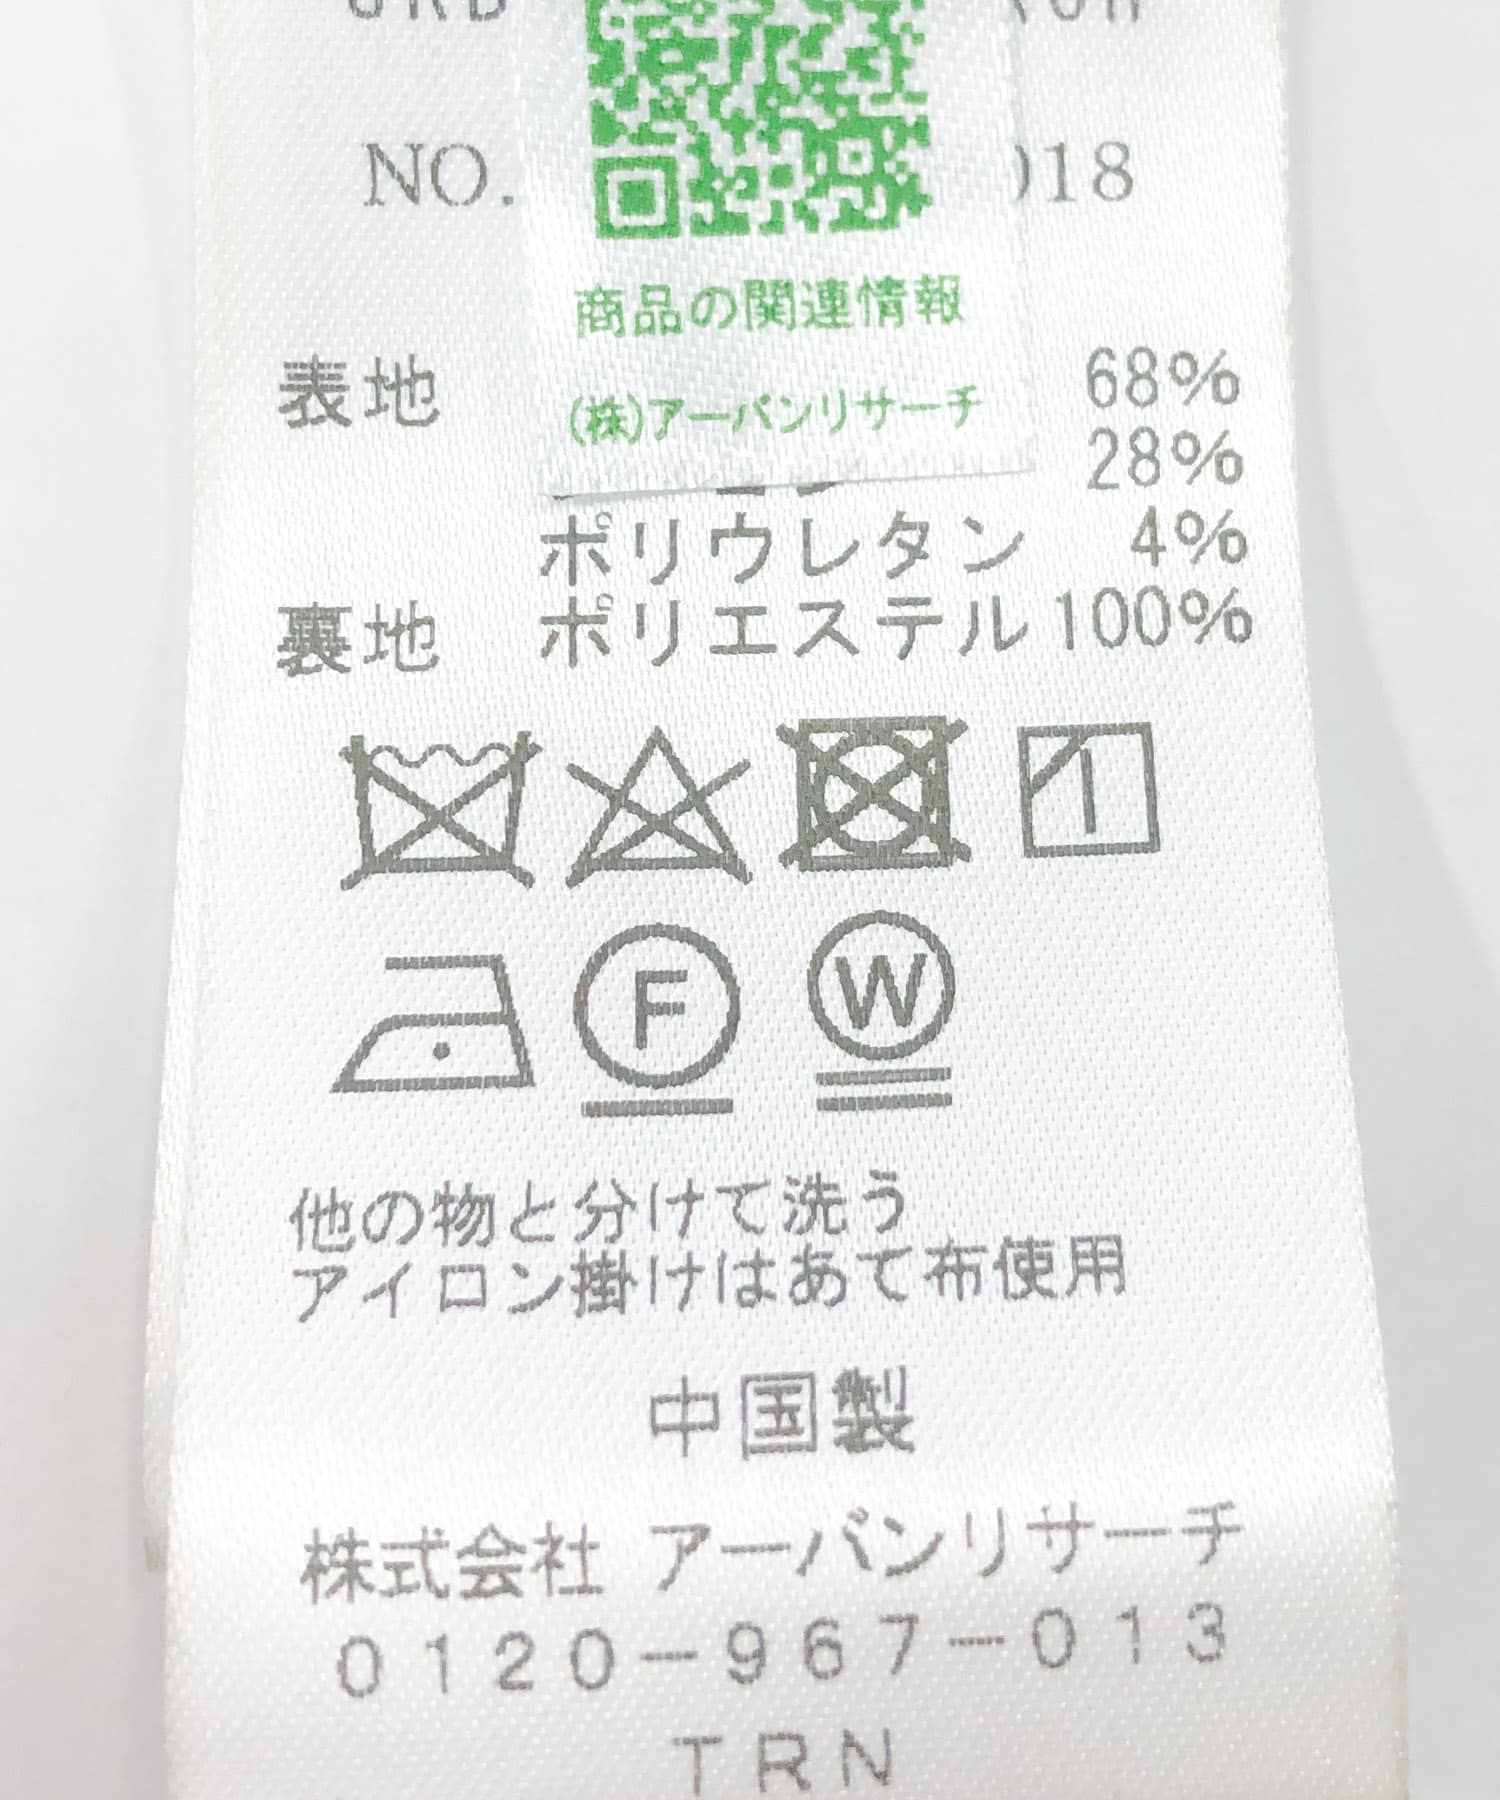 NO.
商品の関連情報
(株)アーバンリサーチ
表地 68%
28%
ポリウレタン 4%
裏地 ポリエステル100%
F W
他の物と分けて洗う
アイロン掛けはあて布使用
中国製
株式会社 アーバンリサーチ
0120-967-013
TRN